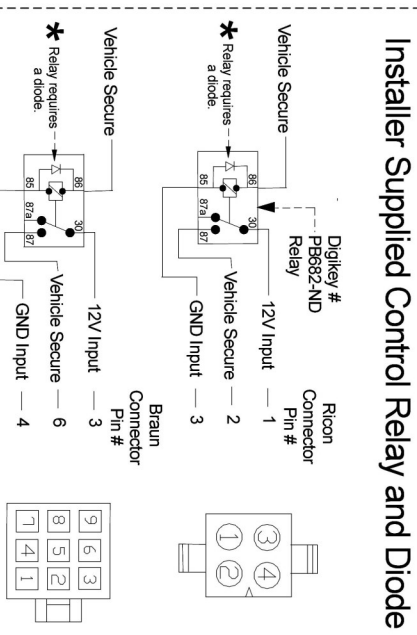 Installer Supplied Control Relay and Diode
Vehicle Secure
* Relay requires
a diode.
86
85
30
87a
87
Digikey #
PB682-ND
Relay
Ricon
Connector
Pin #
12V Input 1
Vehicle Secure 2
GND Input 3
3 4
1 2
Vehicle Secure
* Relay requires
a diode.
86
85
30
87a
87
Braun
Connector
Pin #
12V Input 3
Vehicle Secure 6
GND Input 4
9 6 3
8 5 2
7 4 1